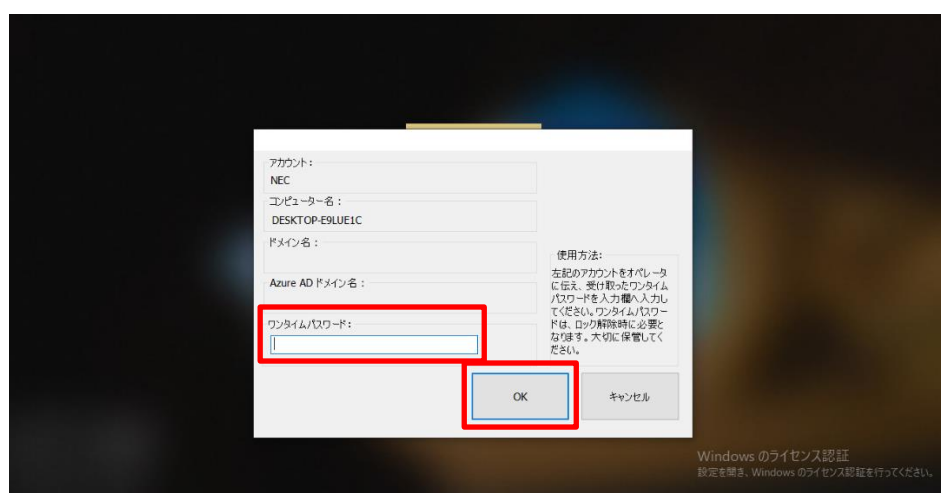 アカウント：
NEC
コンピューター名：
DESKTOP-E9LUE1C
ドメイン名：
Azure AD ドメイン名：
ワンタイムパスワード：
使用方法:
左記のアカウントをオペレータ
に伝え、受け取ったワンタイム
パスワードを入力欄へ入力し
てください。ワンタイムパスワー
ドは、ロック解除時に必要と
なります。大切に保管してく
ださい。
OK
キャンセル
Windows のライセンス認証
設定を開き、Windows のライセンス認証を行ってください。